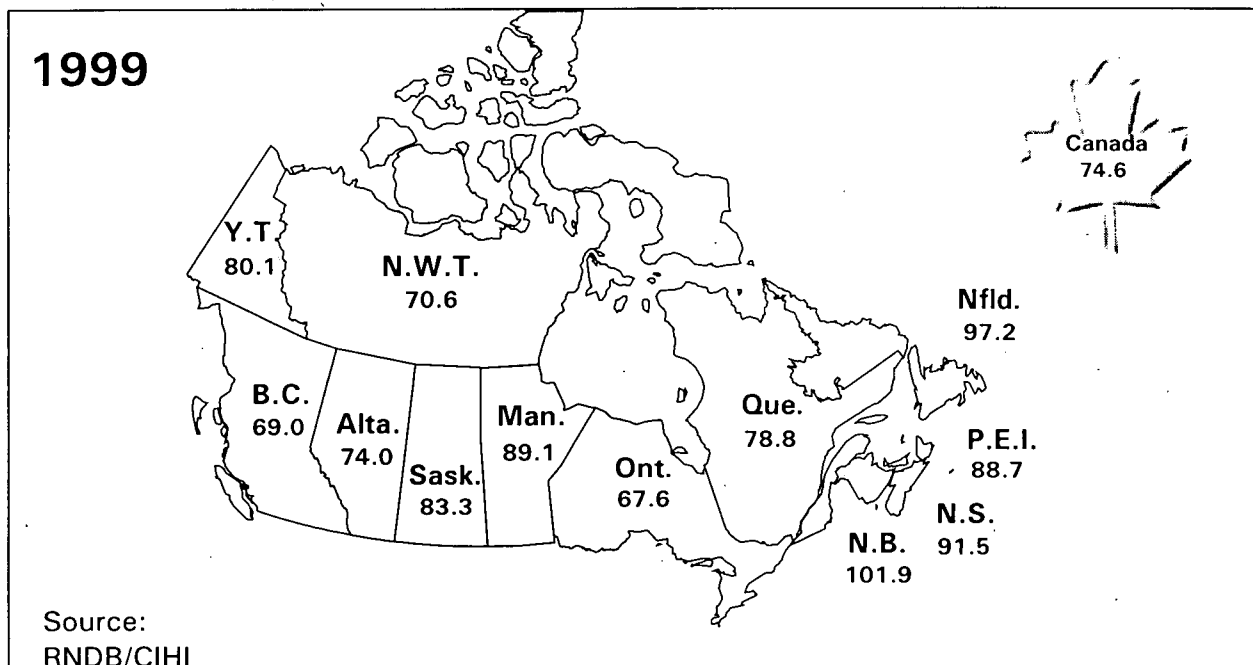 1999
Canada
74.6
Y.T
80.1
N.W.T.
70.6
Nfld.
97.2
B.C.
69.0
Alta.
74.0
Sask.
83.3
Man.
89.1
Ont.
67.6
Que.
78.8
P.E.I.
88.7
N.S.
91.5
N.B.
101.9
Source:
RNDB/CIHI